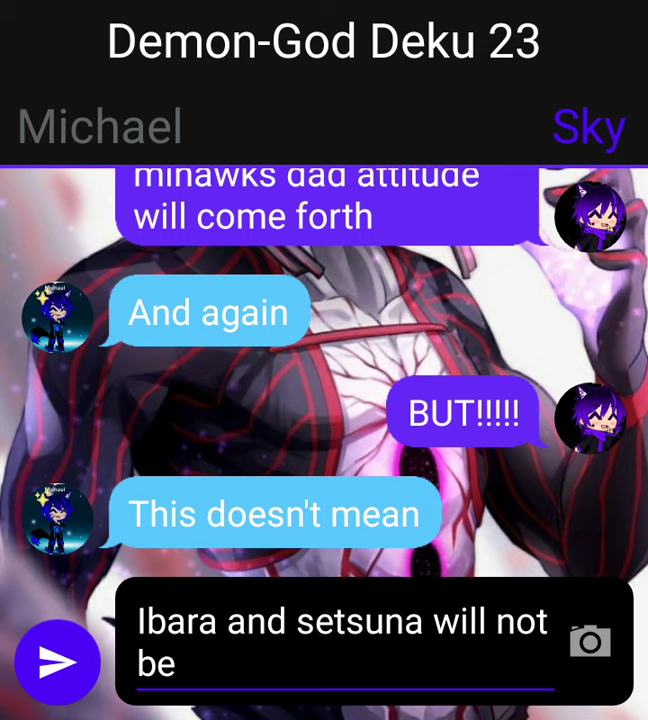 Demon-God Deku 23
Michael
Sky
mihawks dad attitude
will come forth
And again
BUT!!!!!
This doesn't mean
Ibara and setsuna will not
be